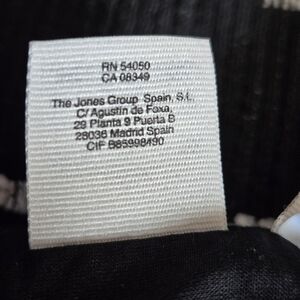 RN 54050
CA 08349
The Jones Group Spain, S.L.
C/ Agustin de Foxa,
29 Planta 9 Puerta B
28036 Madrid Spain
CIF B85998490